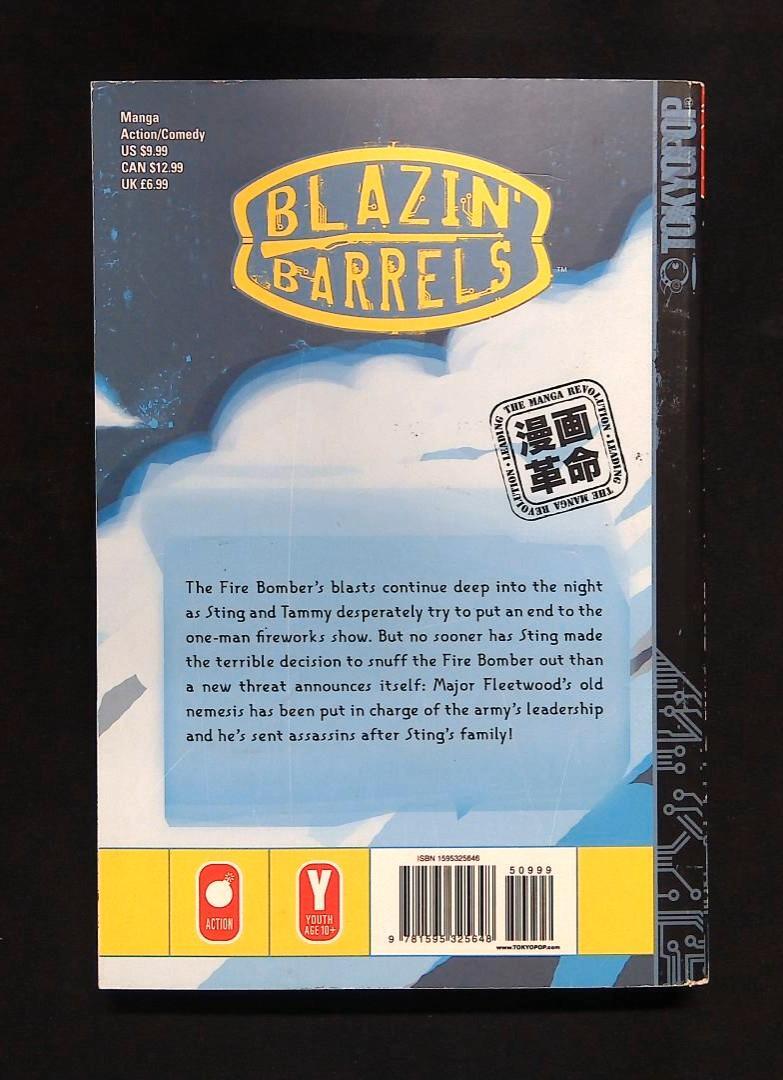 Manga
Action/Comedy
US $9.99
CAN $12.99
UK £6.99
TOKYOPOP®
BLAZIN'
BARRELS™
THE MANGA REVOLUTION • LEADING THE MANGA REVOLUTION • LEADING
漫画
革命
The Fire Bomber's blasts continue deep into the night
as Sting and Tammy desperately try to put an end to the
one-man fireworks show. But no sooner has Sting made
the terrible decision to snuff the Fire Bomber out than
a new threat announces itself: Major Fleetwood's old
nemesis has been put in charge of the army's leadership
and he's sent assassins after Sting's family!
ACTION
Y
YOUTH
AGE 10+
ISBN 1595325646
50999
9 781595 325648
www.TOKYOPOP.com